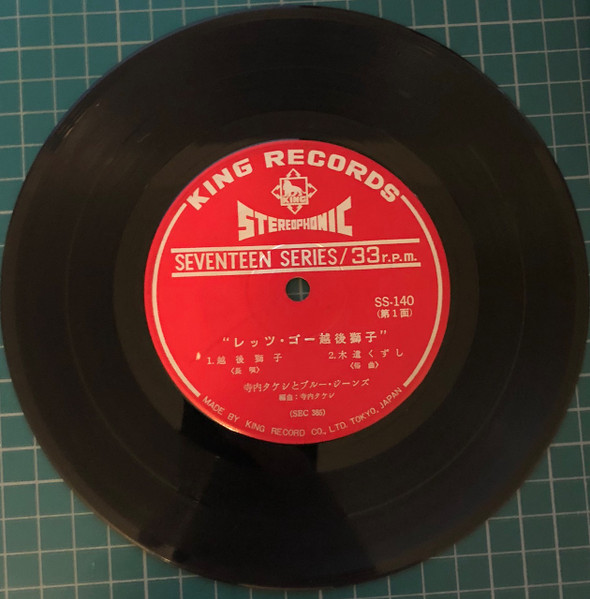 KING RECORDS
KING
STEREOPHONIC
SEVENTEEN SERIES/33r.p.m.
SS-140
(第1面)
“レッツ・ゴー越後獅子”
1.越後獅子 2.木遣くずし
〈長唄〉 〈俗曲〉
寺内タケシとブルー・ジーンズ
編曲:寺内タケシ
(SEC 385)
MADE BY KING RECORD CO., LTD. TOKYO, JAPAN